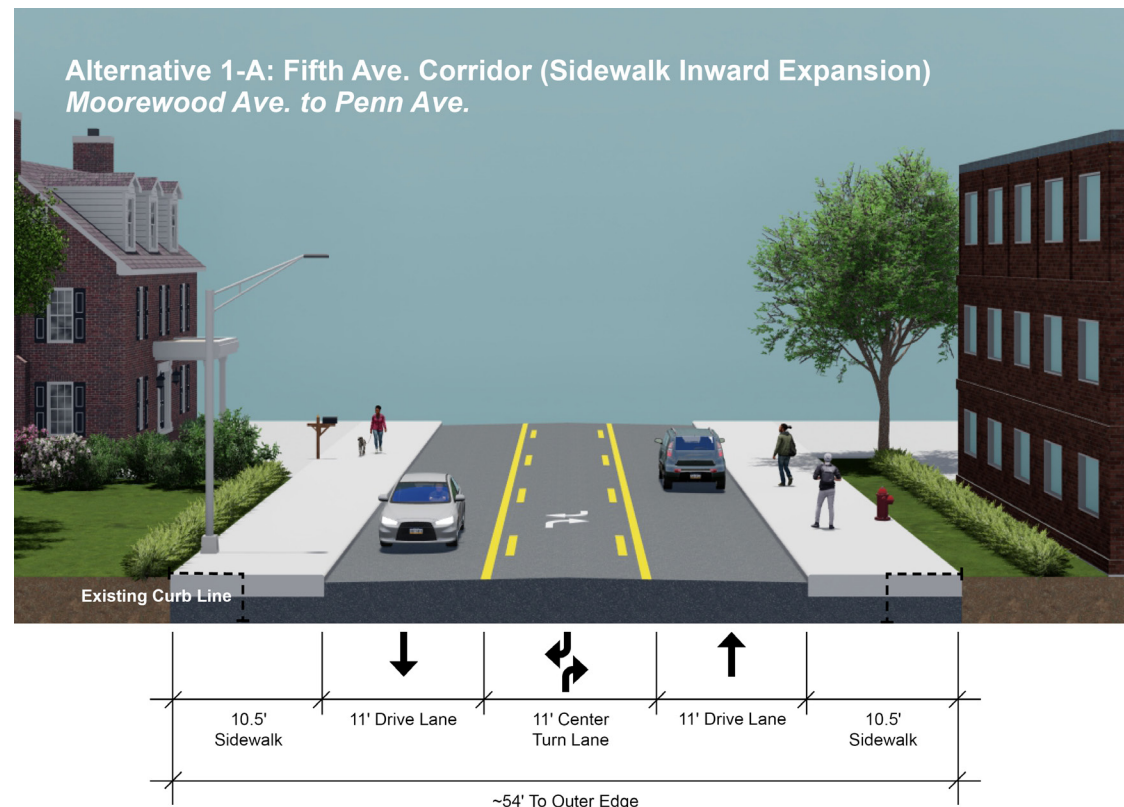 Alternative 1-A: Fifth Ave. Corridor (Sidewalk Inward Expansion)
Moorewood Ave. to Penn Ave.
Existing Curb Line
10.5'
Sidewalk
11' Drive Lane
11' Center
Turn Lane
11' Drive Lane
10.5'
Sidewalk
~54' To Outer Edge